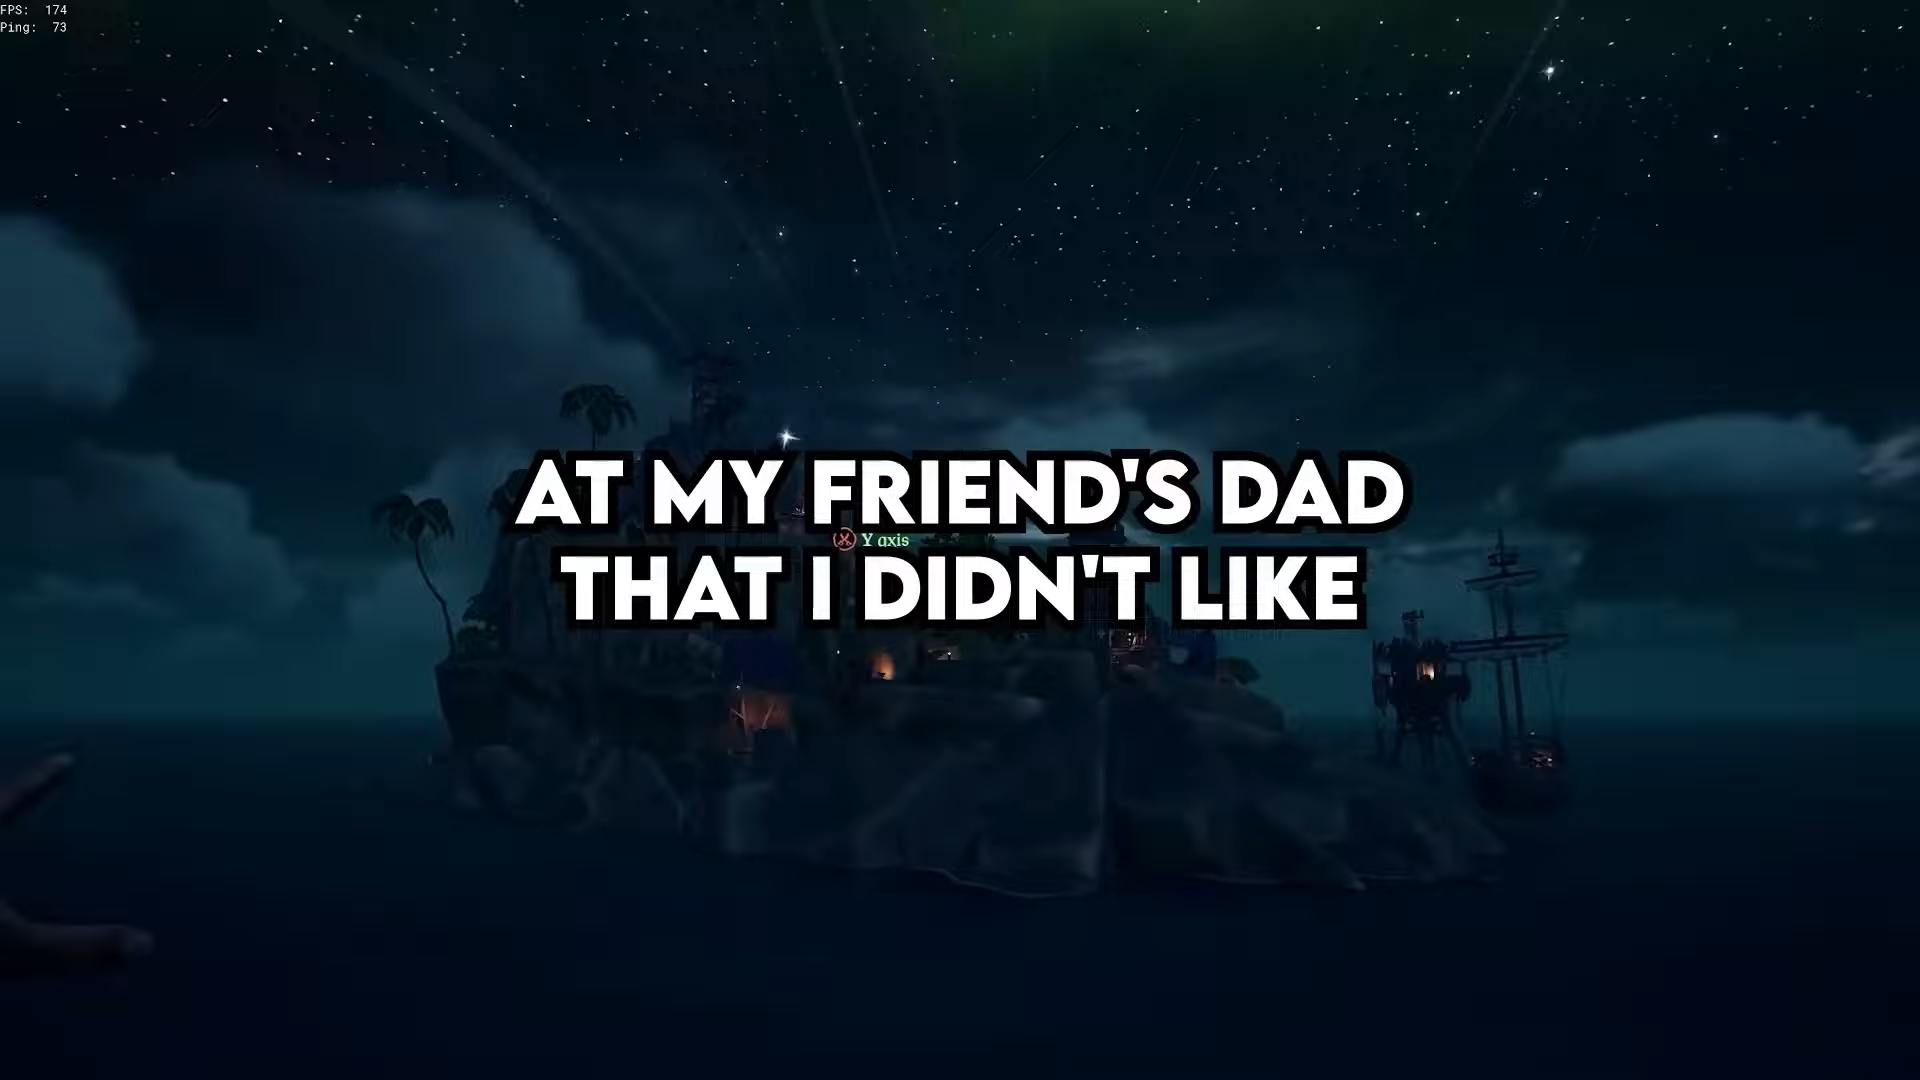 FPS: 174
Ping: 73
AT MY FRIEND'S DAD
Y axis
THAT I DIDN'T LIKE